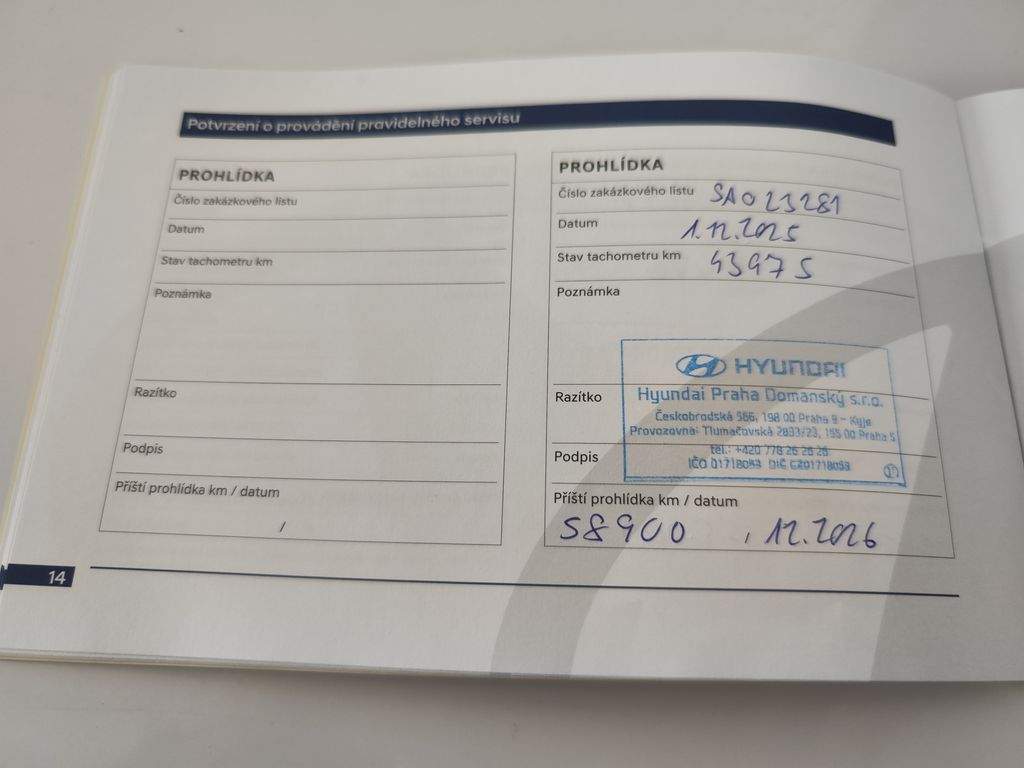 Potvrzení o provádění pravidelného servisu
PROHLÍDKA
Číslo zakázkového listu
Datum
Stav tachometru km
Poznámka
Razítko
Podpis
Příští prohlídka km / datum
/
14
PROHLÍDKA
Číslo zakázkového listu SA023281
Datum 1.12.2025
Stav tachometru km 43975
Poznámka
HYUNDAI
Razítko
Hyundai Praha Domanský s.r.o.
Českobrodská 566, 198 00 Praha 9 - Kyje
Provozovna: Tlumačovská 2833/23, 155 00 Praha 5
Podpis
tel.: +420 778 26 26 26
IČO 01718053 DIČ CZ01718053
17
Příští prohlídka km / datum
58900 / 12.2026